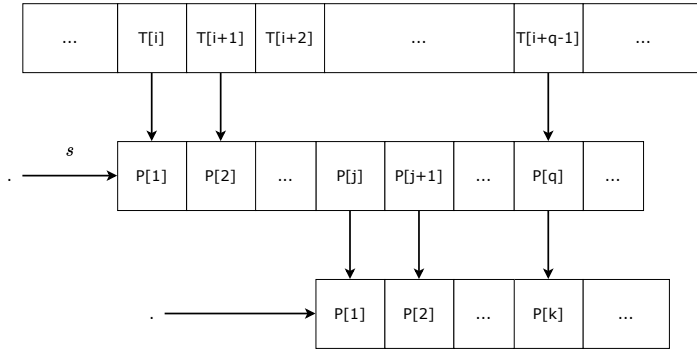 ... T[i] T[i+1] T[i+2] ... T[i+q-1] ...
s
. P[1] P[2] ... P[j] P[j+1] ... P[q] ...
. P[1] P[2] ... P[k] ...